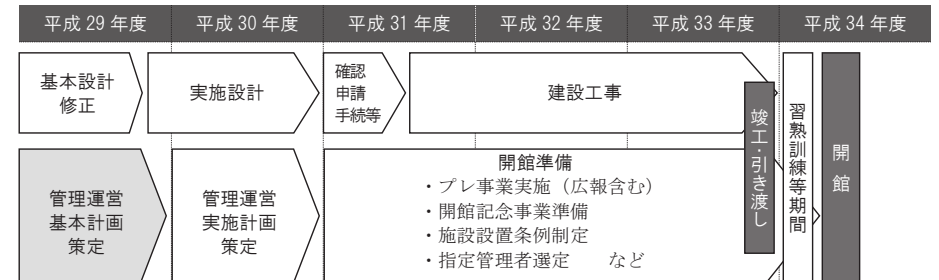 平成 29 年度 平成 30 年度 平成 31 年度 平成 32 年度 平成 33 年度 平成 34 年度
基本設計
修正
実施設計
確認
申請
手続等
建設工事
竣工・引き渡し
習熟訓練等期間
開館
管理運営
基本計画
策定
管理運営
実施計画
策定
開館準備
・プレ事業実施（広報含む）
・開館記念事業準備
・施設設置条例制定
・指定管理者選定　　など